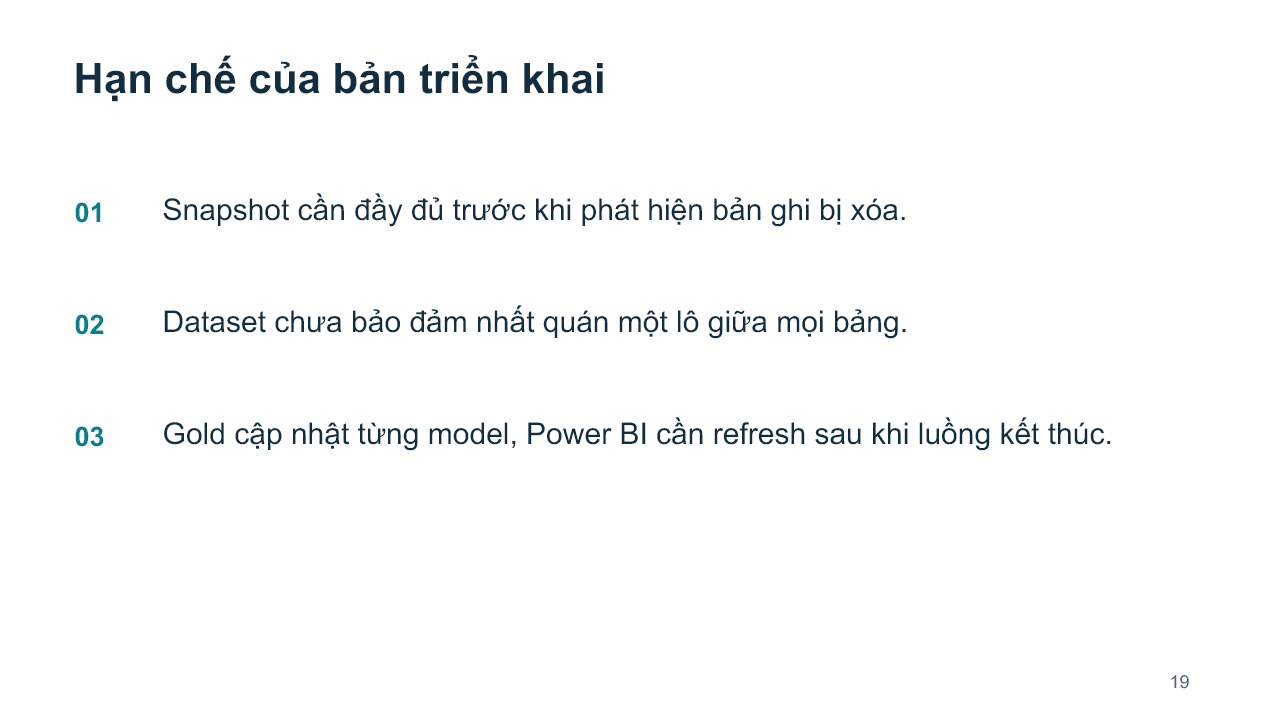 Hạn chế của bản triển khai
01 Snapshot cần đầy đủ trước khi phát hiện bản ghi bị xóa.
02 Dataset chưa bảo đảm nhất quán một lô giữa mọi bảng.
03 Gold cập nhật từng model, Power BI cần refresh sau khi luồng kết thúc.
19